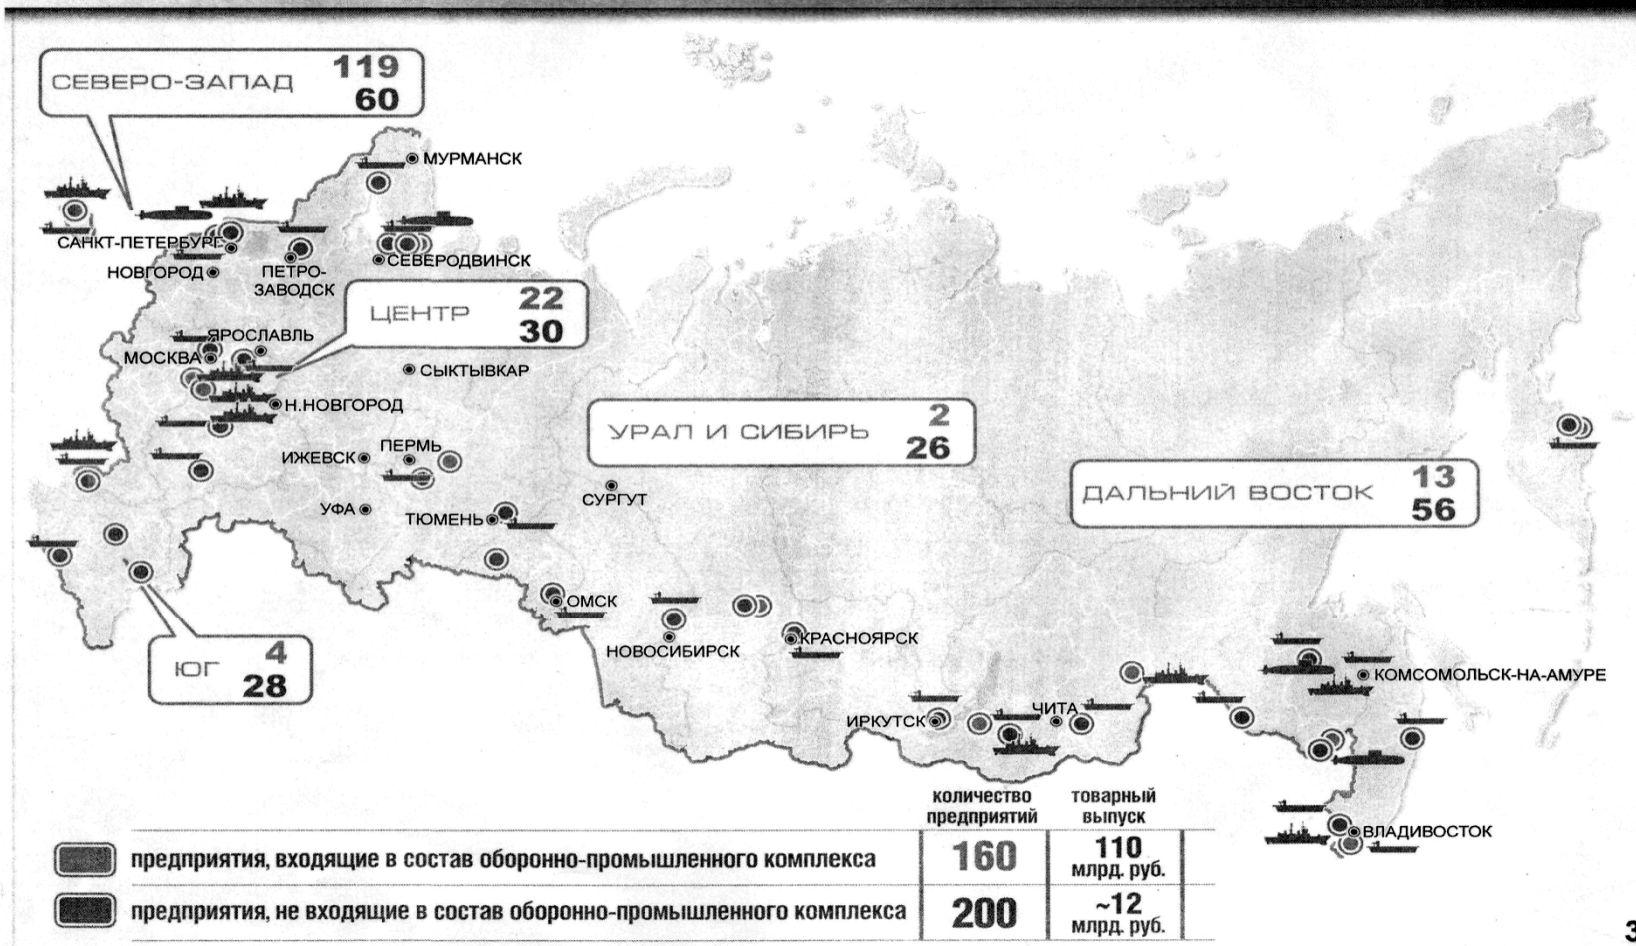 СЕВЕРО-ЗАПАД 119
60
МУРМАНСК
САНКТ-ПЕТЕРБУРГ
НОВГОРОД
ПЕТРО-
ЗАВОДСК
СЕВЕРОДВИНСК
ЦЕНТР 22
30
ЯРОСЛАВЛЬ
МОСКВА
СЫКТЫВКАР
Н.НОВГОРОД
УРАЛ И СИБИРЬ 2
26
ИЖЕВСК
ПЕРМЬ
СУРГУТ
ДАЛЬНИЙ ВОСТОК 13
56
УФА
ТЮМЕНЬ
ОМСК
ЮГ 4
28
НОВОСИБИРСК
КРАСНОЯРСК
КОМСОМОЛЬСК-НА-АМУРЕ
ИРКУТСК
ЧИТА
ВЛАДИВОСТОК
количество
предприятий
товарный
выпуск
предприятия, входящие в состав оборонно-промышленного комплекса 160 110
млрд. руб.
предприятия, не входящие в состав оборонно-промышленного комплекса 200 ~12
млрд. руб.
3